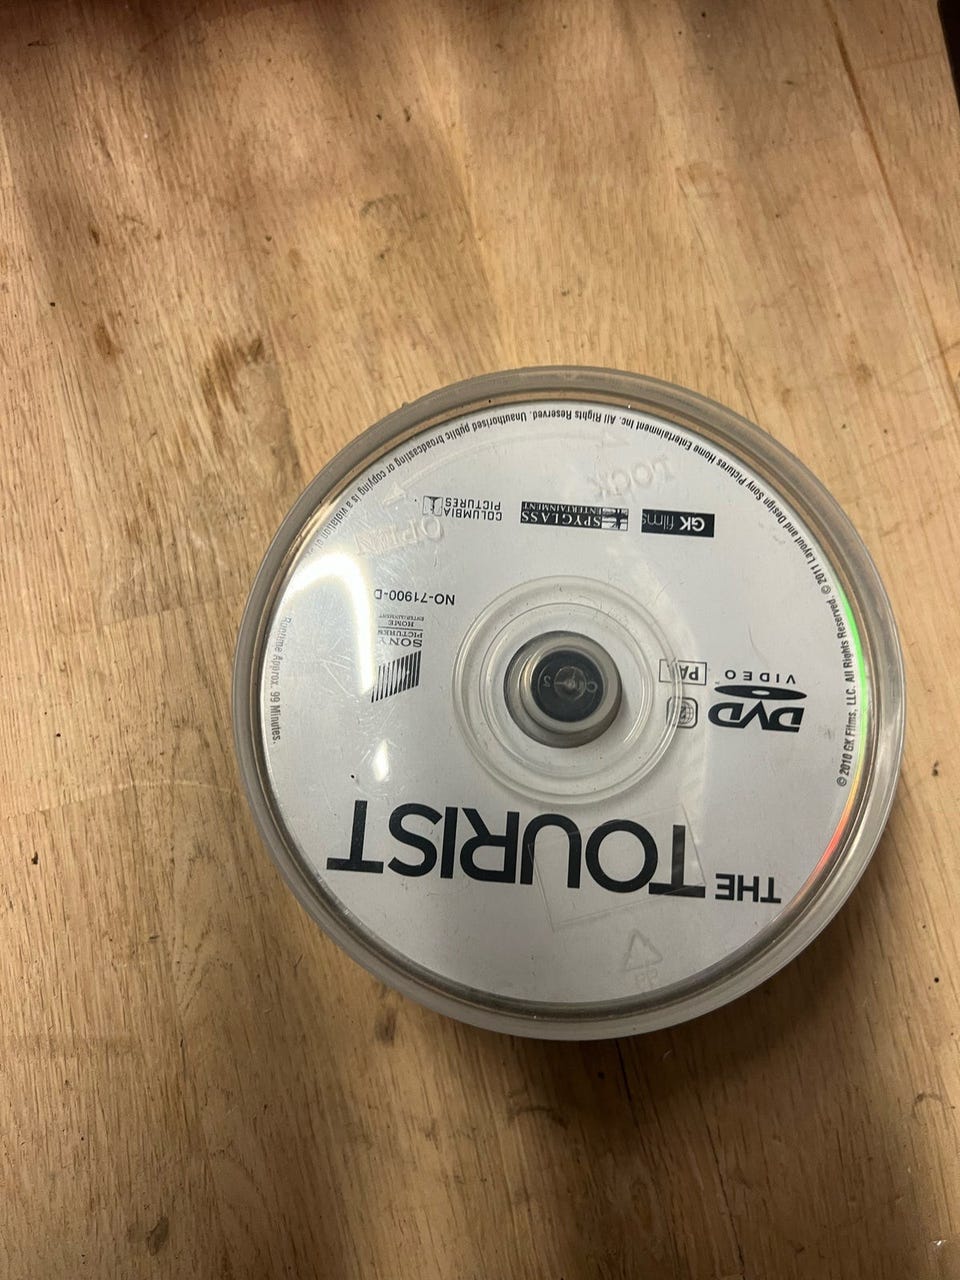 THE TOURIST
DVD
VIDEO
PAL
SONY
PICTURES
HOME
ENTERTAINMENT
NO-71900-D
GK films
SPYGLASS
ENTERTAINMENT
COLUMBIA
PICTURES
Runtime Approx. 99 Minutes.
© 2010 GK Films, LLC. All Rights Reserved. © 2011 Layout and Design Sony Pictures Home Entertainment Inc. All Rights Reserved. Unauthorised public broadcasting or copying is a violation of
LOCK
OPEN
PP